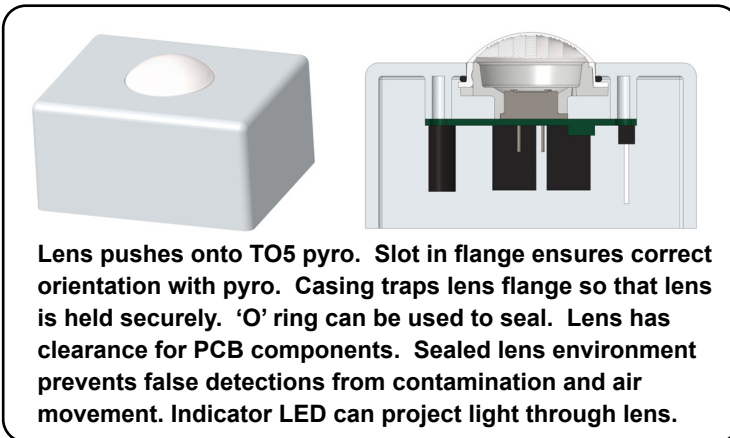 Lens pushes onto TO5 pyro. Slot in flange ensures correct
orientation with pyro. Casing traps lens flange so that lens
is held securely. ‘O’ ring can be used to seal. Lens has
clearance for PCB components. Sealed lens environment
prevents false detections from contamination and air
movement. Indicator LED can project light through lens.